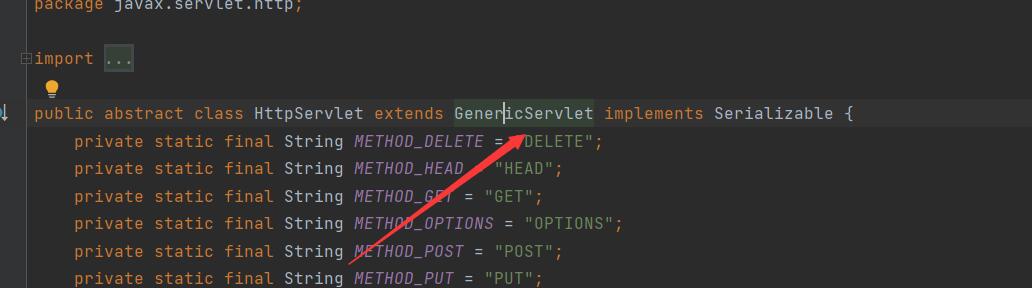 package javax.servlet.http;
import ...
public abstract class HttpServlet extends GenericServlet implements Serializable {
private static final String METHOD_DELETE = "DELETE";
private static final String METHOD_HEAD = "HEAD";
private static final String METHOD_GET = "GET";
private static final String METHOD_OPTIONS = "OPTIONS";
private static final String METHOD_POST = "POST";
private static final String METHOD_PUT = "PUT";